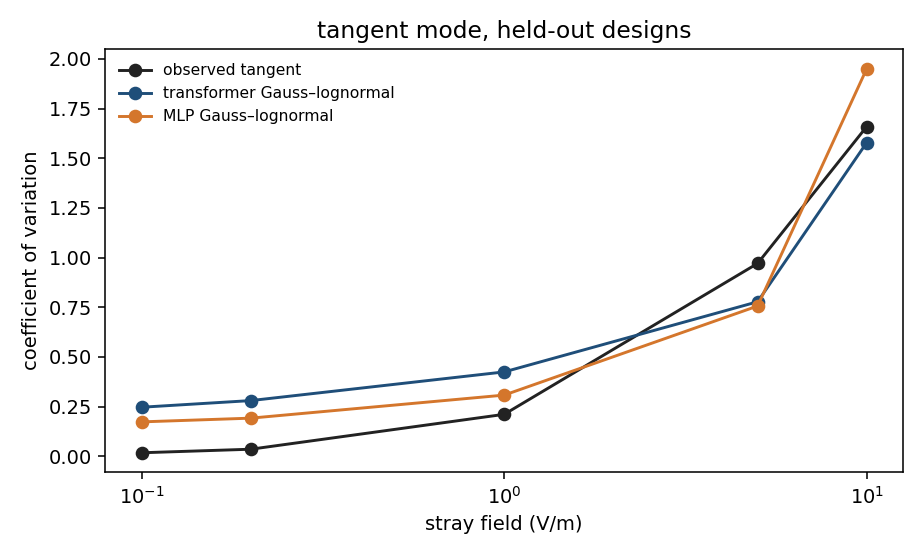 tangent mode, held-out designs
observed tangent
transformer Gauss–lognormal
MLP Gauss–lognormal
coefficient of variation
2.00
1.75
1.50
1.25
1.00
0.75
0.50
0.25
0.00
10⁻¹
10⁰
10¹
stray field (V/m)